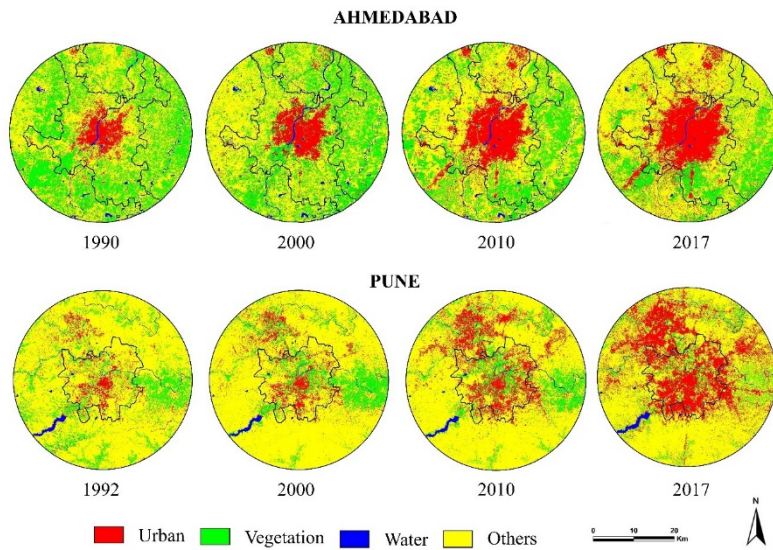 AHMEDABAD
1990 2000 2010 2017
PUNE
1992 2000 2010 2017
Urban Vegetation Water Others
0 10 20
Km
N